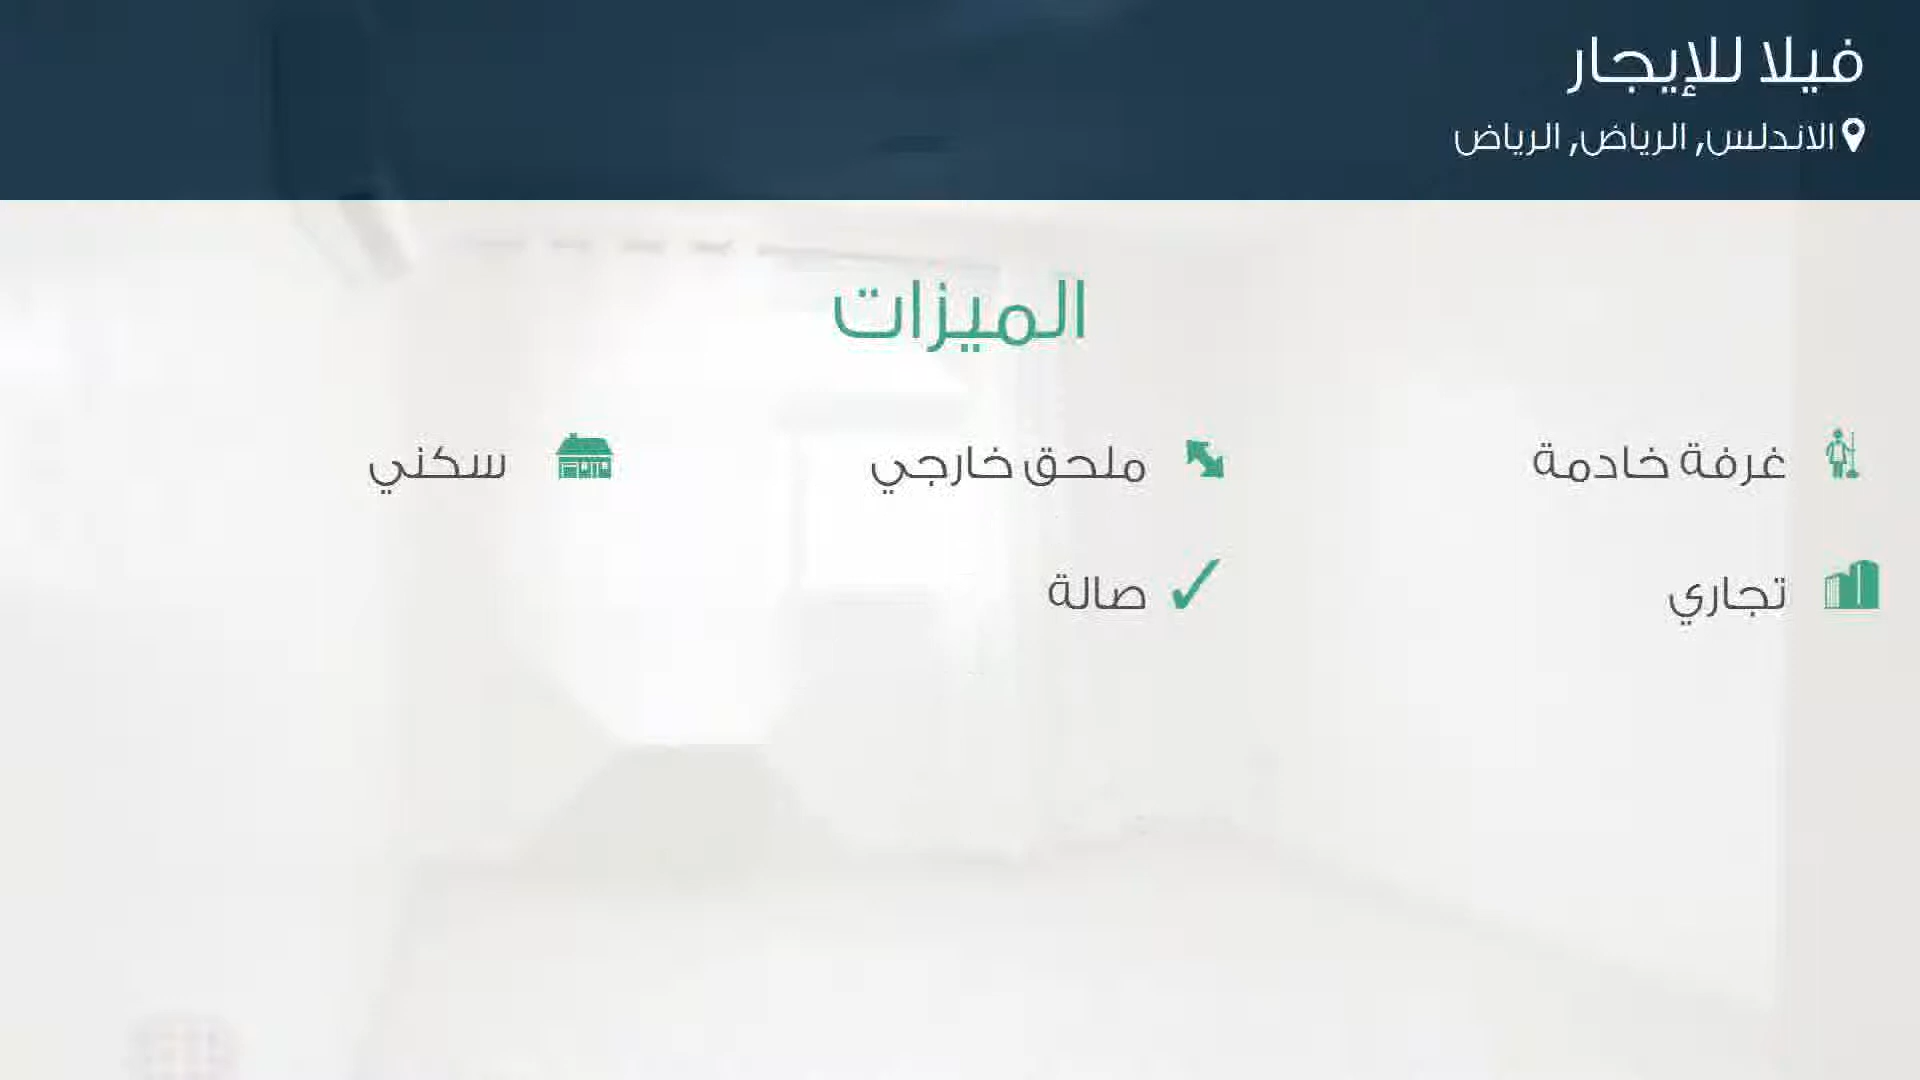 فيلا للإيجار
الاندلس, الرياض, الرياض
الميزات
غرفة خادمة
ملحق خارجي
سكني
تجاري
صالة